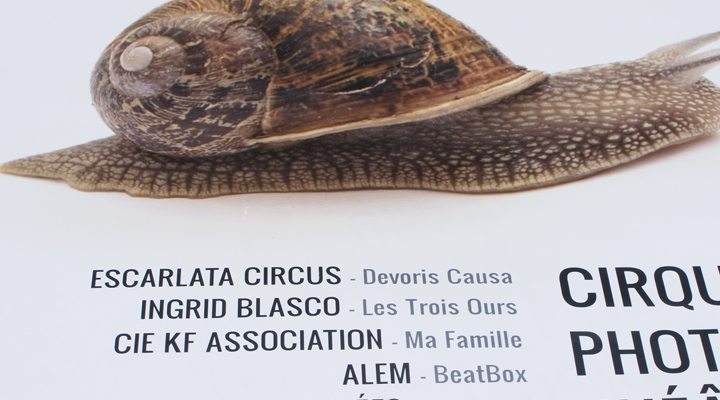 ESCARLATA CIRCUS - Devoris Causa
INGRID BLASCO - Les Trois Ours
CIE KF ASSOCIATION - Ma Famille
ALEM - BeatBox
CIRQU
PHOT